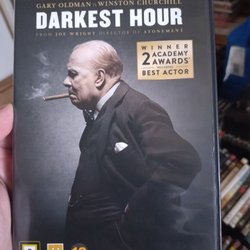 GARY OLDMAN IS WINSTON CHURCHILL
DARKEST HOUR
FROM JOE WRIGHT DIRECTOR OF ATONEMENT
WINNER
2 ACADEMY
AWARDS®
INCLUDING
BEST ACTOR